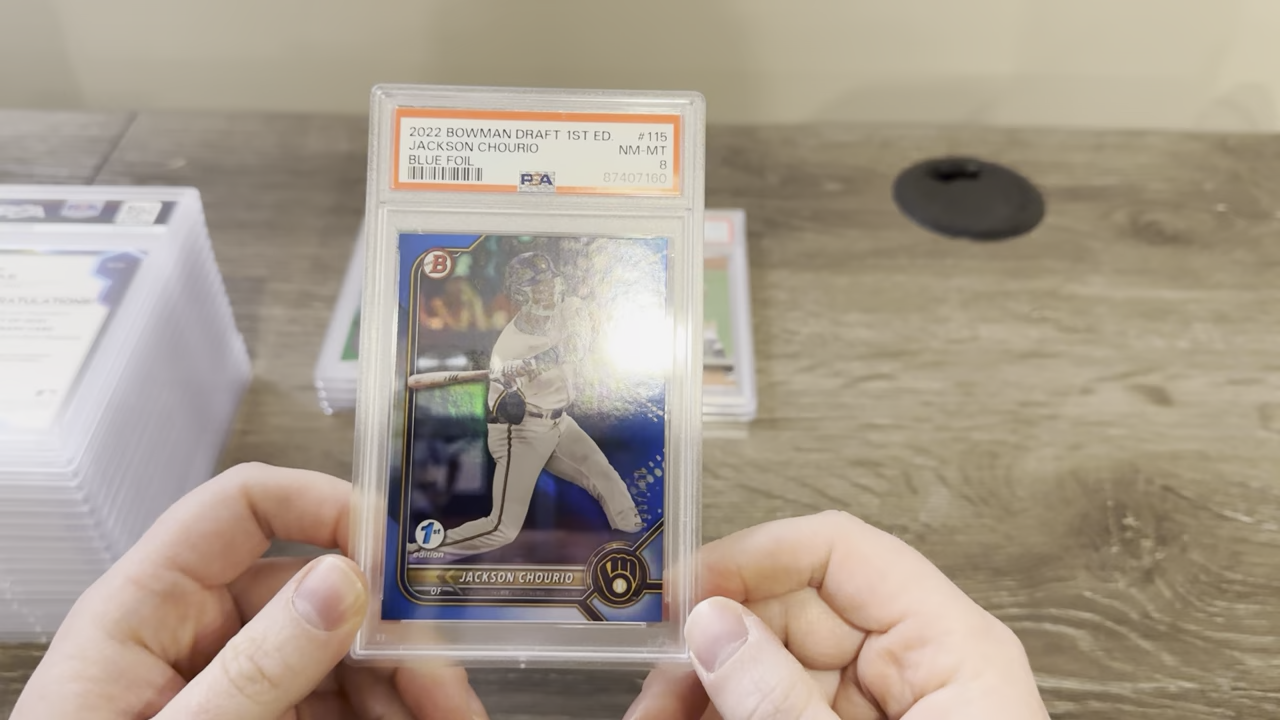 2022 BOWMAN DRAFT 1ST ED. #115
JACKSON CHOURIO NM-MT
BLUE FOIL 8
PSA 87407160
B
1st
edition
JACKSON CHOURIO
OF